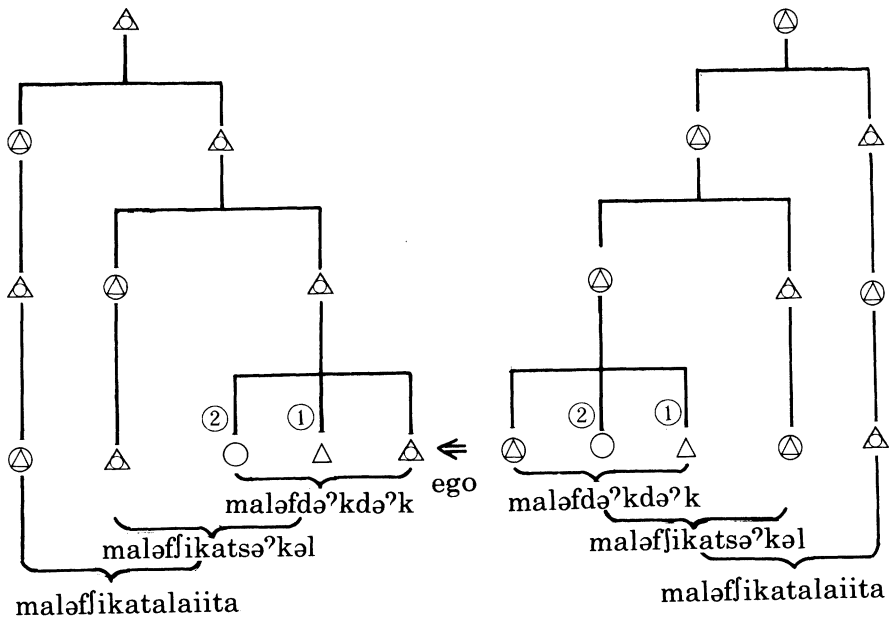 ② ① ② ①
ego
maləfdəˀkdəˀk maləfdəˀkdəˀk
maləfʃikatsəˀkəl maləfʃikatsəˀkəl
maləfʃikatalaiita maləfʃikatalaiita